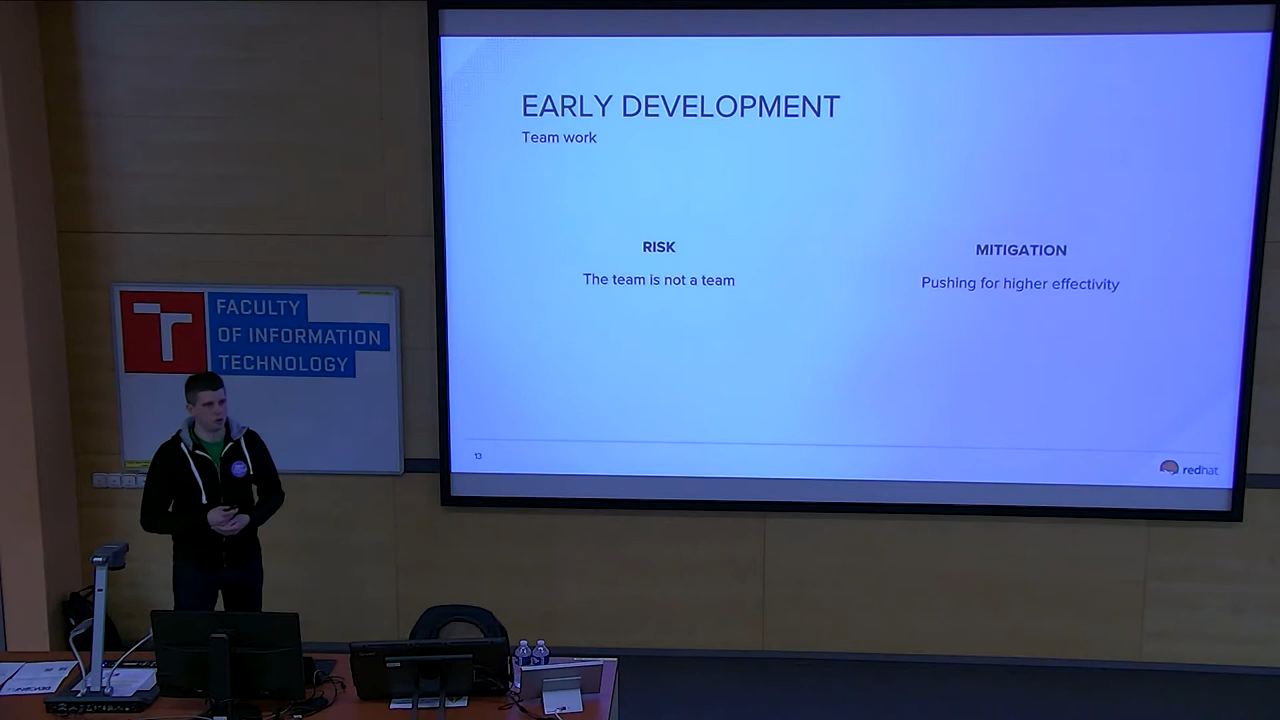 EARLY DEVELOPMENT
Team work
RISK
The team is not a team
MITIGATION
Pushing for higher effectivity
13
redhat
FACULTY
OF INFORMATION
TECHNOLOGY